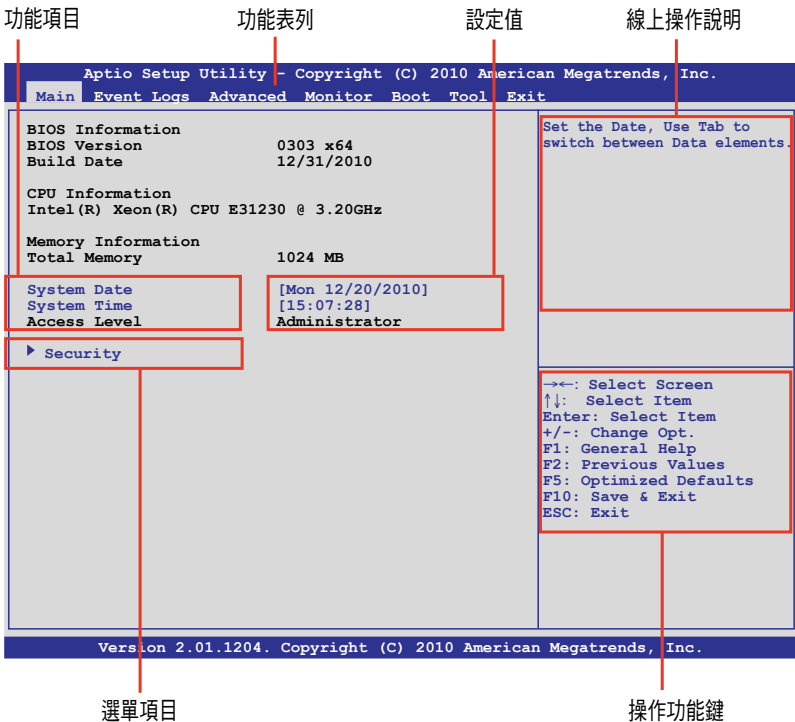 功能項目 功能表列 設定值 線上操作說明
Aptio Setup Utility - Copyright (C) 2010 American Megatrends, Inc.
Main Event Logs Advanced Monitor Boot Tool Exit
BIOS Information
BIOS Version 0303 x64
Build Date 12/31/2010
CPU Information
Intel(R) Xeon(R) CPU E31230 @ 3.20GHz
Memory Information
Total Memory 1024 MB
System Date [Mon 12/20/2010]
System Time [15:07:28]
Access Level Administrator
Security
Set the Date, Use Tab to
switch between Data elements.
→←: Select Screen
↑↓: Select Item
Enter: Select Item
+/-: Change Opt.
F1: General Help
F2: Previous Values
F5: Optimized Defaults
F10: Save & Exit
ESC: Exit
Version 2.01.1204. Copyright (C) 2010 American Megatrends, Inc.
選單項目 操作功能鍵